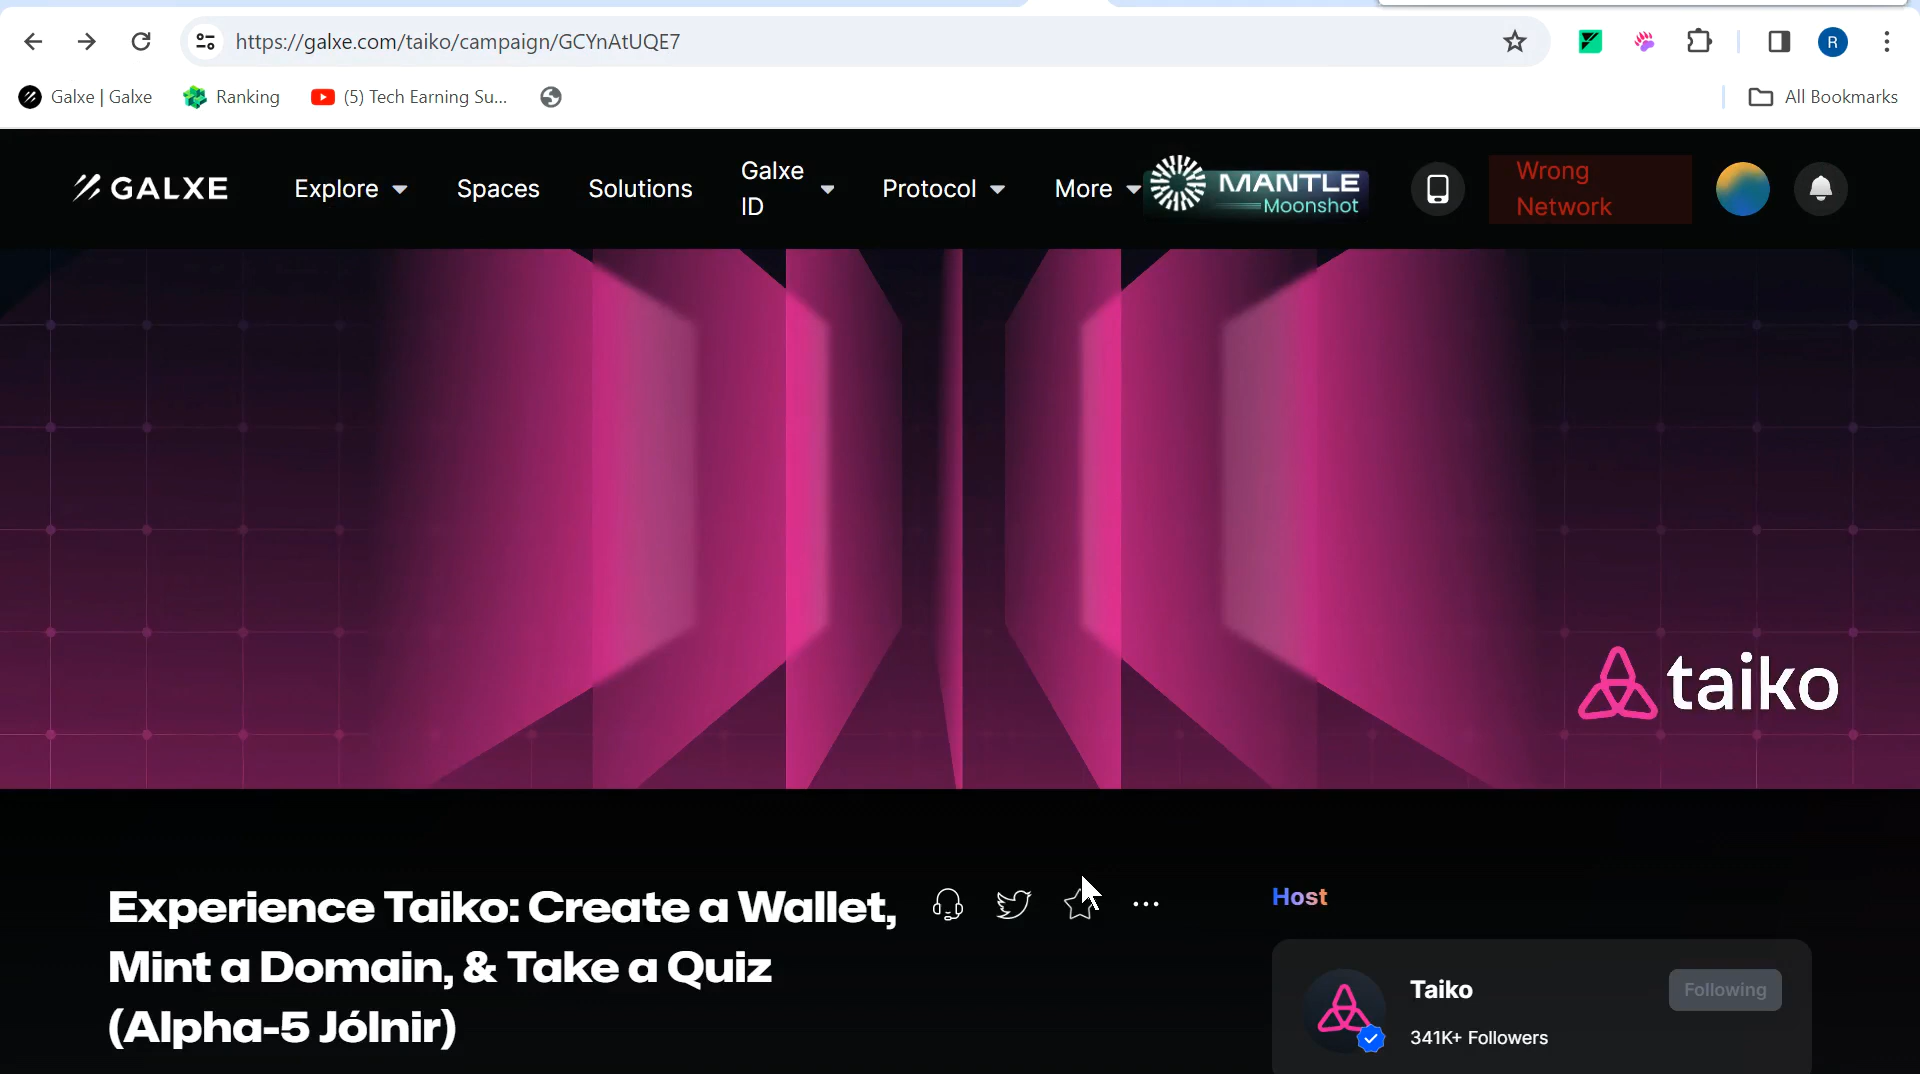 https://galxe.com/taiko/campaign/GCYnAtUQE7
R
Galxe | Galxe
Ranking
(5) Tech Earning Su...
All Bookmarks
GALXE
Explore
Spaces
Solutions
Galxe
ID
Protocol
More
MANTLE
Moonshot
Wrong
Network
taiko
Experience Taiko: Create a Wallet,
Mint a Domain, & Take a Quiz
(Alpha-5 Jólnir)
Host
Taiko
Following
341K+ Followers